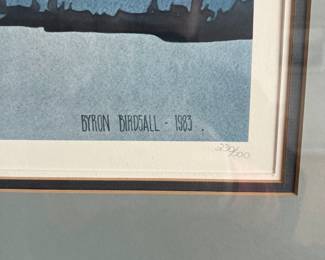 BYRON BIRDSALL - 1983 .